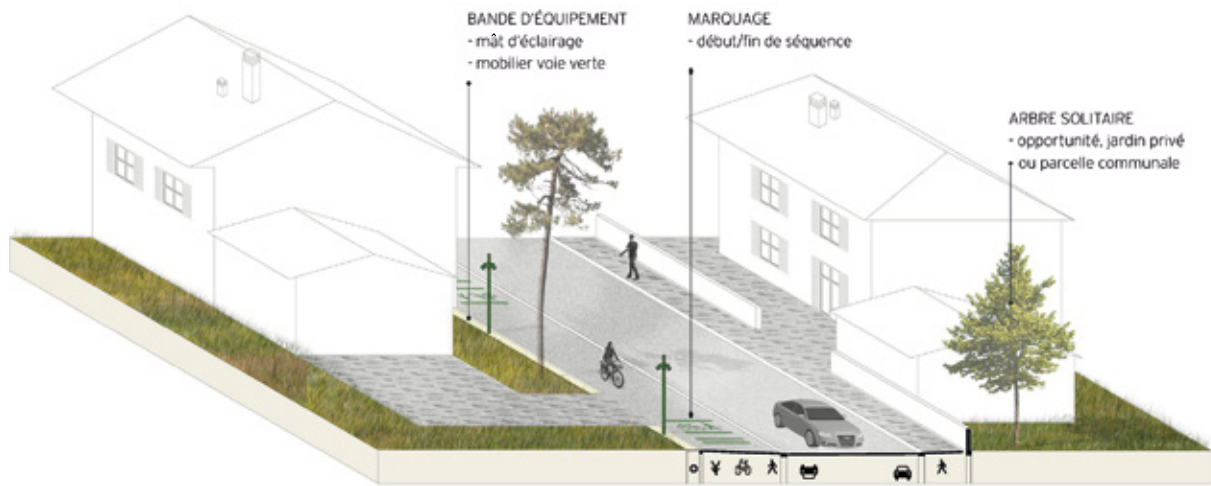 BANDE D'ÉQUIPEMENT
- mât d'éclairage
- mobilier voie verte
MARQUAGE
- début/fin de séquence
ARBRE SOLITAIRE
- opportunité, jardin privé
ou parcelle communale